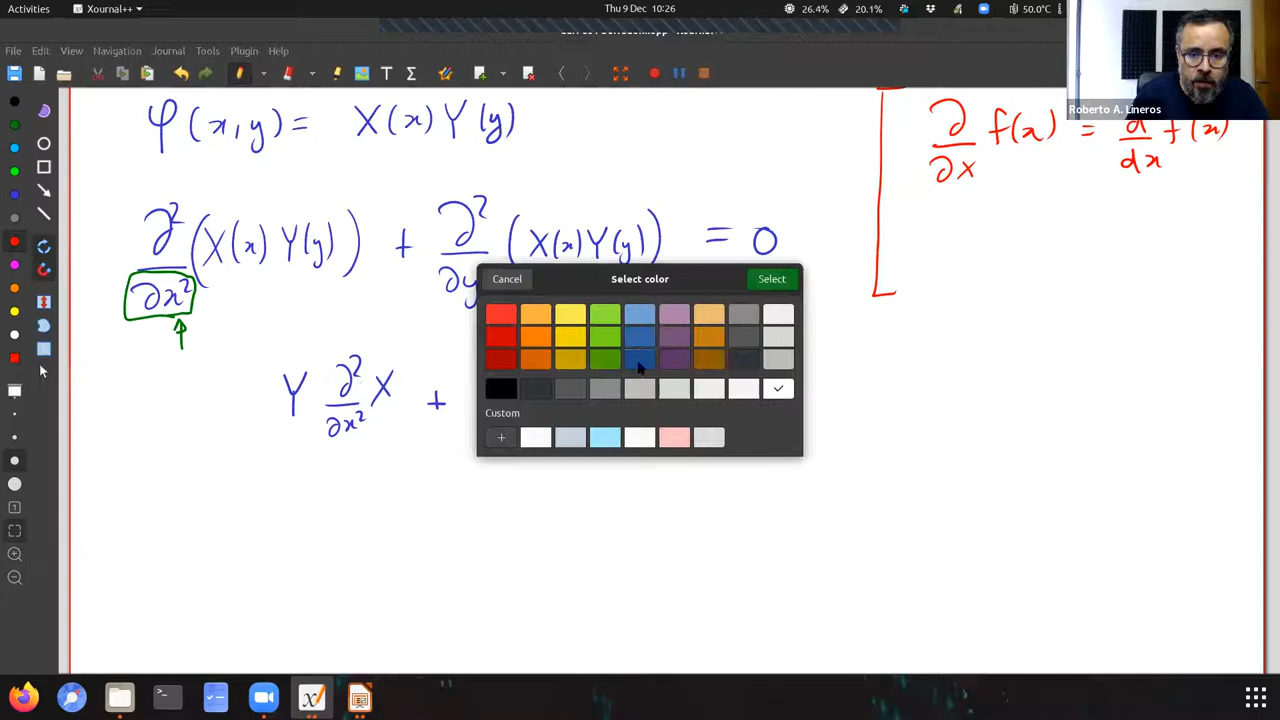 Activities Xournal++ Thu 9 Dec 10:26 26.4% 20.1% 50.0°C
File Edit View Navigation Journal Tools Plugin Help
Roberto A. Lineros
φ(x,y) = X(x)Y(y)
∂/∂x f(x) = d/dx f(x)
∂²/∂x² (X(x) Y(y)) + ∂²/∂y (X(x)Y(y)) = 0
Cancel Select color Select
Y ∂²/∂x² X +
Custom